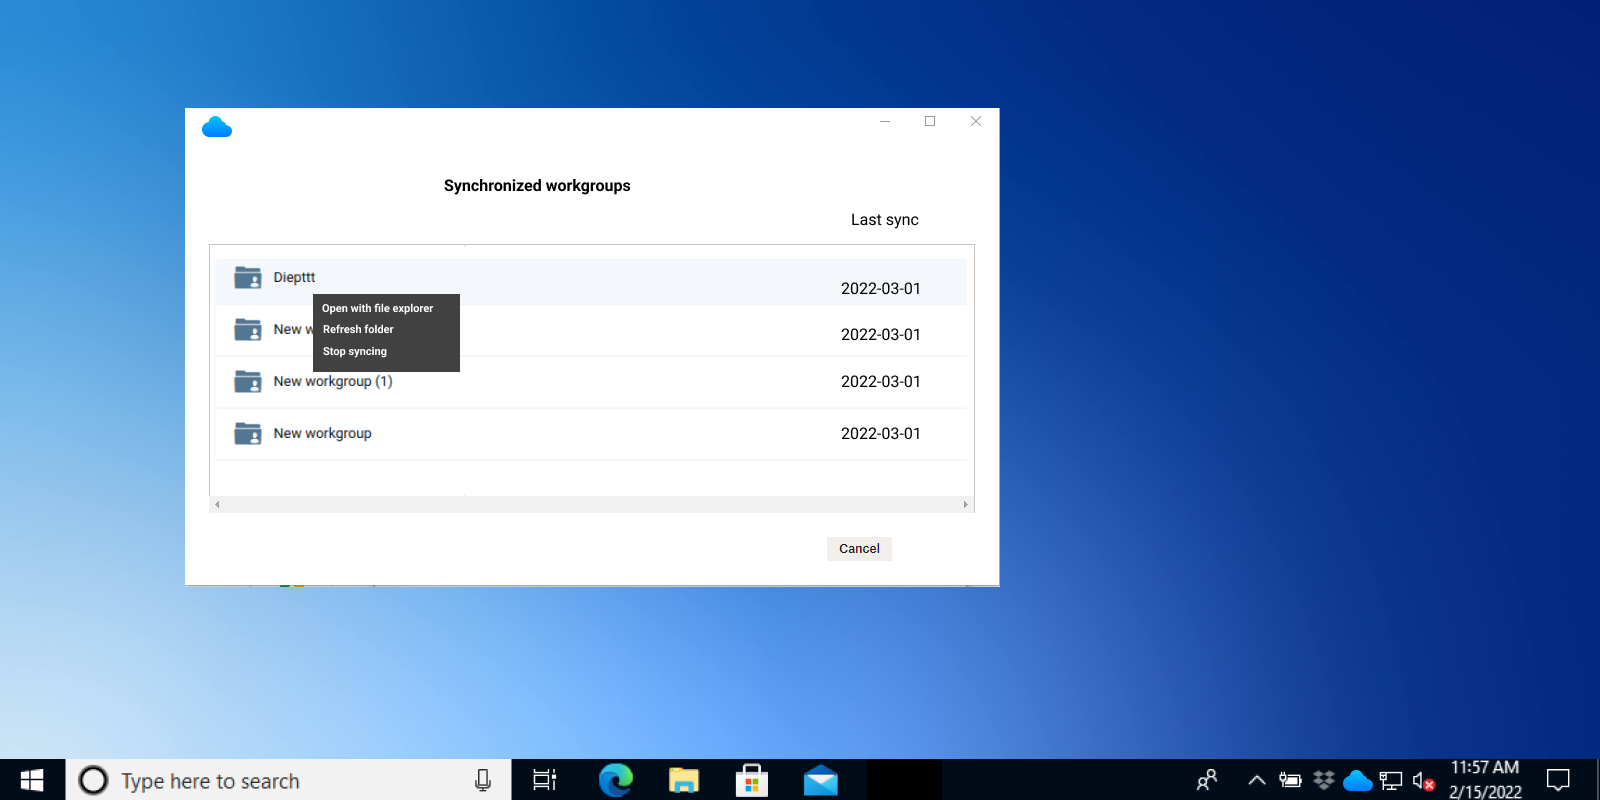 Synchronized workgroups
Last sync
Diepttt
2022-03-01
Open with file explorer
New w
Refresh folder
2022-03-01
Stop syncing
New workgroup (1)
2022-03-01
New workgroup
2022-03-01
Cancel
Type here to search
11:57 AM
2/15/2022